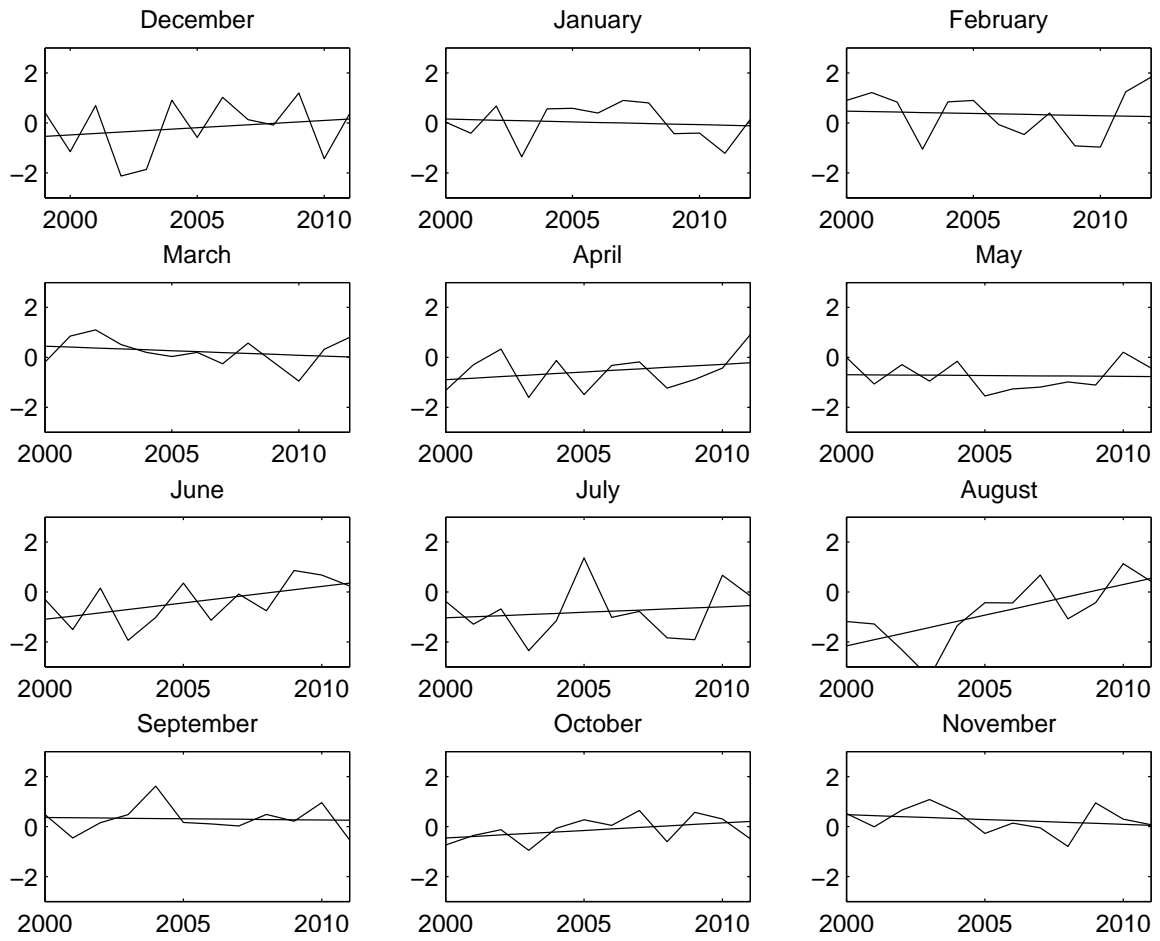 December January February
2 2 2
0 0 0
−2 −2 −2
2000 2005 2010 2000 2005 2010 2000 2005 2010
March April May
2 2 2
0 0 0
−2 −2 −2
2000 2005 2010 2000 2005 2010 2000 2005 2010
June July August
2 2 2
0 0 0
−2 −2 −2
2000 2005 2010 2000 2005 2010 2000 2005 2010
September October November
2 2 2
0 0 0
−2 −2 −2
2000 2005 2010 2000 2005 2010 2000 2005 2010